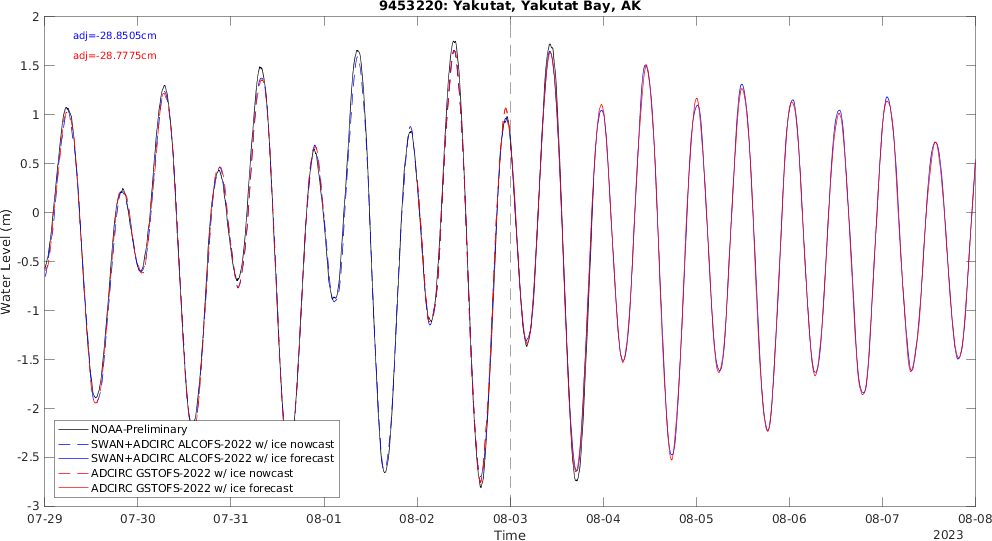 9453220: Yakutat, Yakutat Bay, AK
adj=-28.8505cm
adj=-28.7775cm
2
1.5
1
0.5
0
-0.5
-1
-1.5
-2
-2.5
-3
Water Level (m)
NOAA-Preliminary
SWAN+ADCIRC ALCOFS-2022 w/ ice nowcast
SWAN+ADCIRC ALCOFS-2022 w/ ice forecast
ADCIRC GSTOFS-2022 w/ ice nowcast
ADCIRC GSTOFS-2022 w/ ice forecast
07-29 07-30 07-31 08-01 08-02 08-03 08-04 08-05 08-06 08-07 08-08
Time
2023